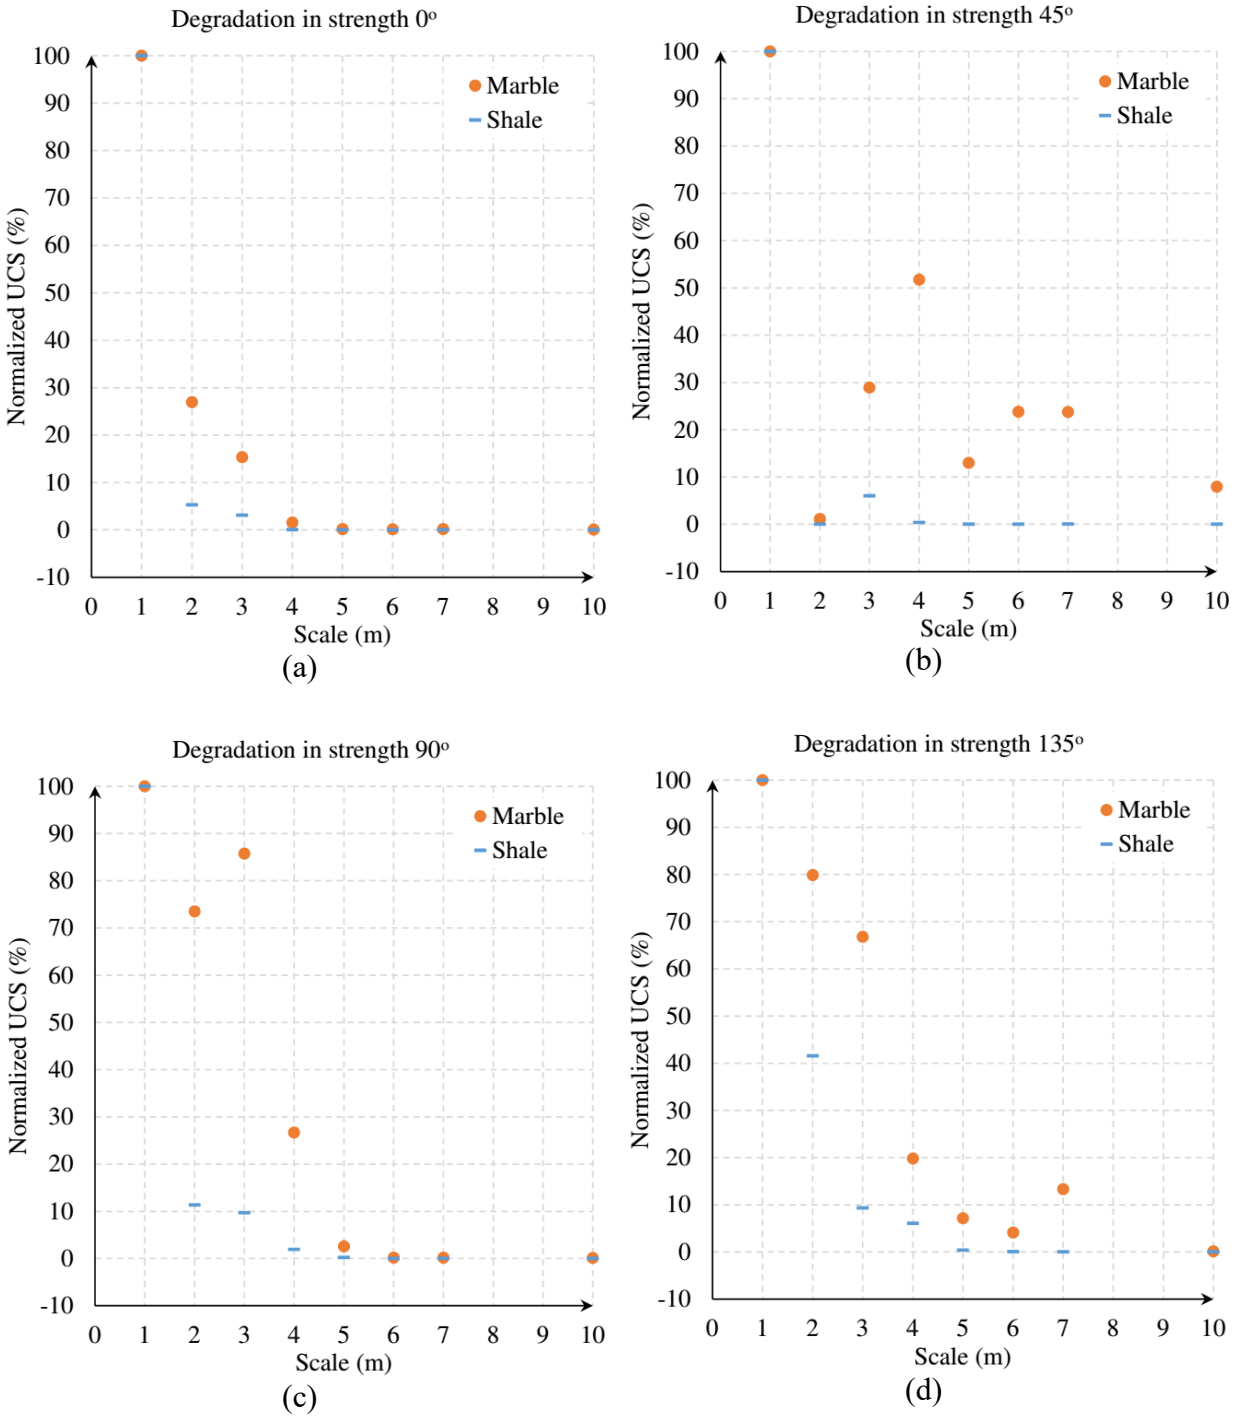 Degradation in strength 0º
Normalized UCS (%)
100
90
80
70
60
50
40
30
20
10
0
-10
Marble
Shale
0 1 2 3 4 5 6 7 8 9 10
Scale (m)
(a)
Degradation in strength 45º
Normalized UCS (%)
100
90
80
70
60
50
40
30
20
10
0
-10
Marble
Shale
0 1 2 3 4 5 6 7 8 9 10
Scale (m)
(b)
Degradation in strength 90º
Normalized UCS (%)
100
90
80
70
60
50
40
30
20
10
0
-10
Marble
Shale
0 1 2 3 4 5 6 7 8 9 10
Scale (m)
(c)
Degradation in strength 135º
Normalized UCS (%)
100
90
80
70
60
50
40
30
20
10
0
-10
Marble
Shale
0 1 2 3 4 5 6 7 8 9 10
Scale (m)
(d)